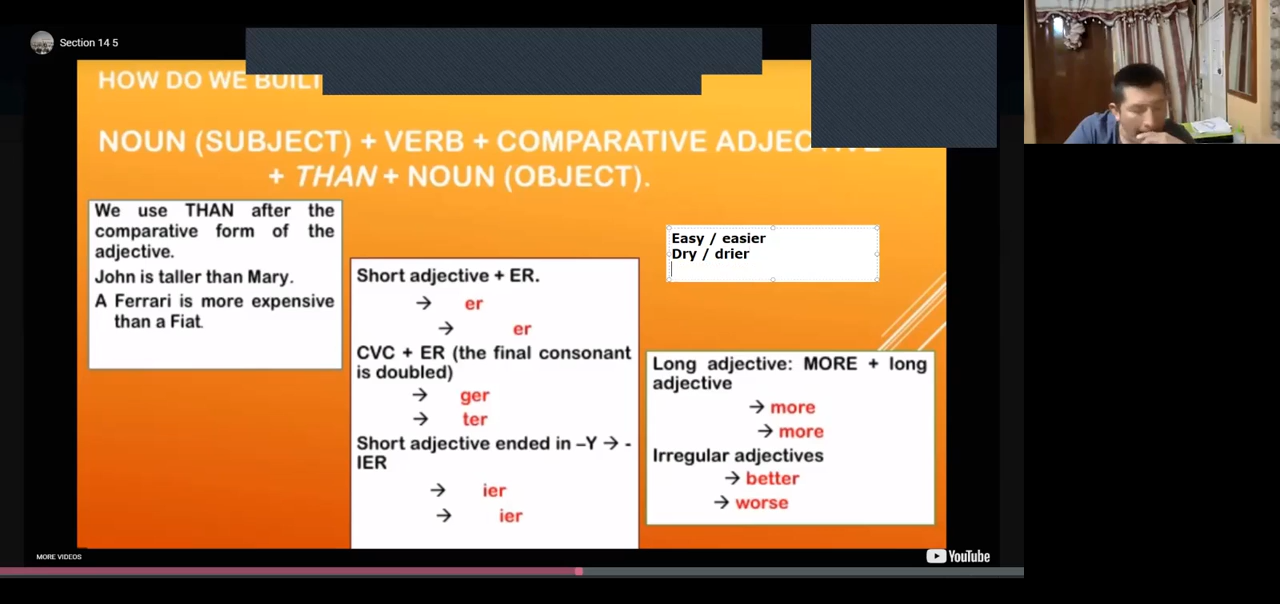 Section 14 5
HOW DO WE BUILT
NOUN (SUBJECT) + VERB + COMPARATIVE
+ THAN + NOUN (OBJECT).
We use THAN after the
comparative form of the
adjective.
John is taller than Mary.
A Ferrari is more expensive
than a Fiat.
Short adjective + ER.
→ er
→ er
CVC + ER (the final consonant
is doubled)
→ ger
→ ter
Short adjective ended in –Y → -
IER
→ ier
→ ier
Easy / easier
Dry / drier
Long adjective: MORE + long
adjective
→ more
→ more
Irregular adjectives
→ better
→ worse
MORE VIDEOS
YouTube